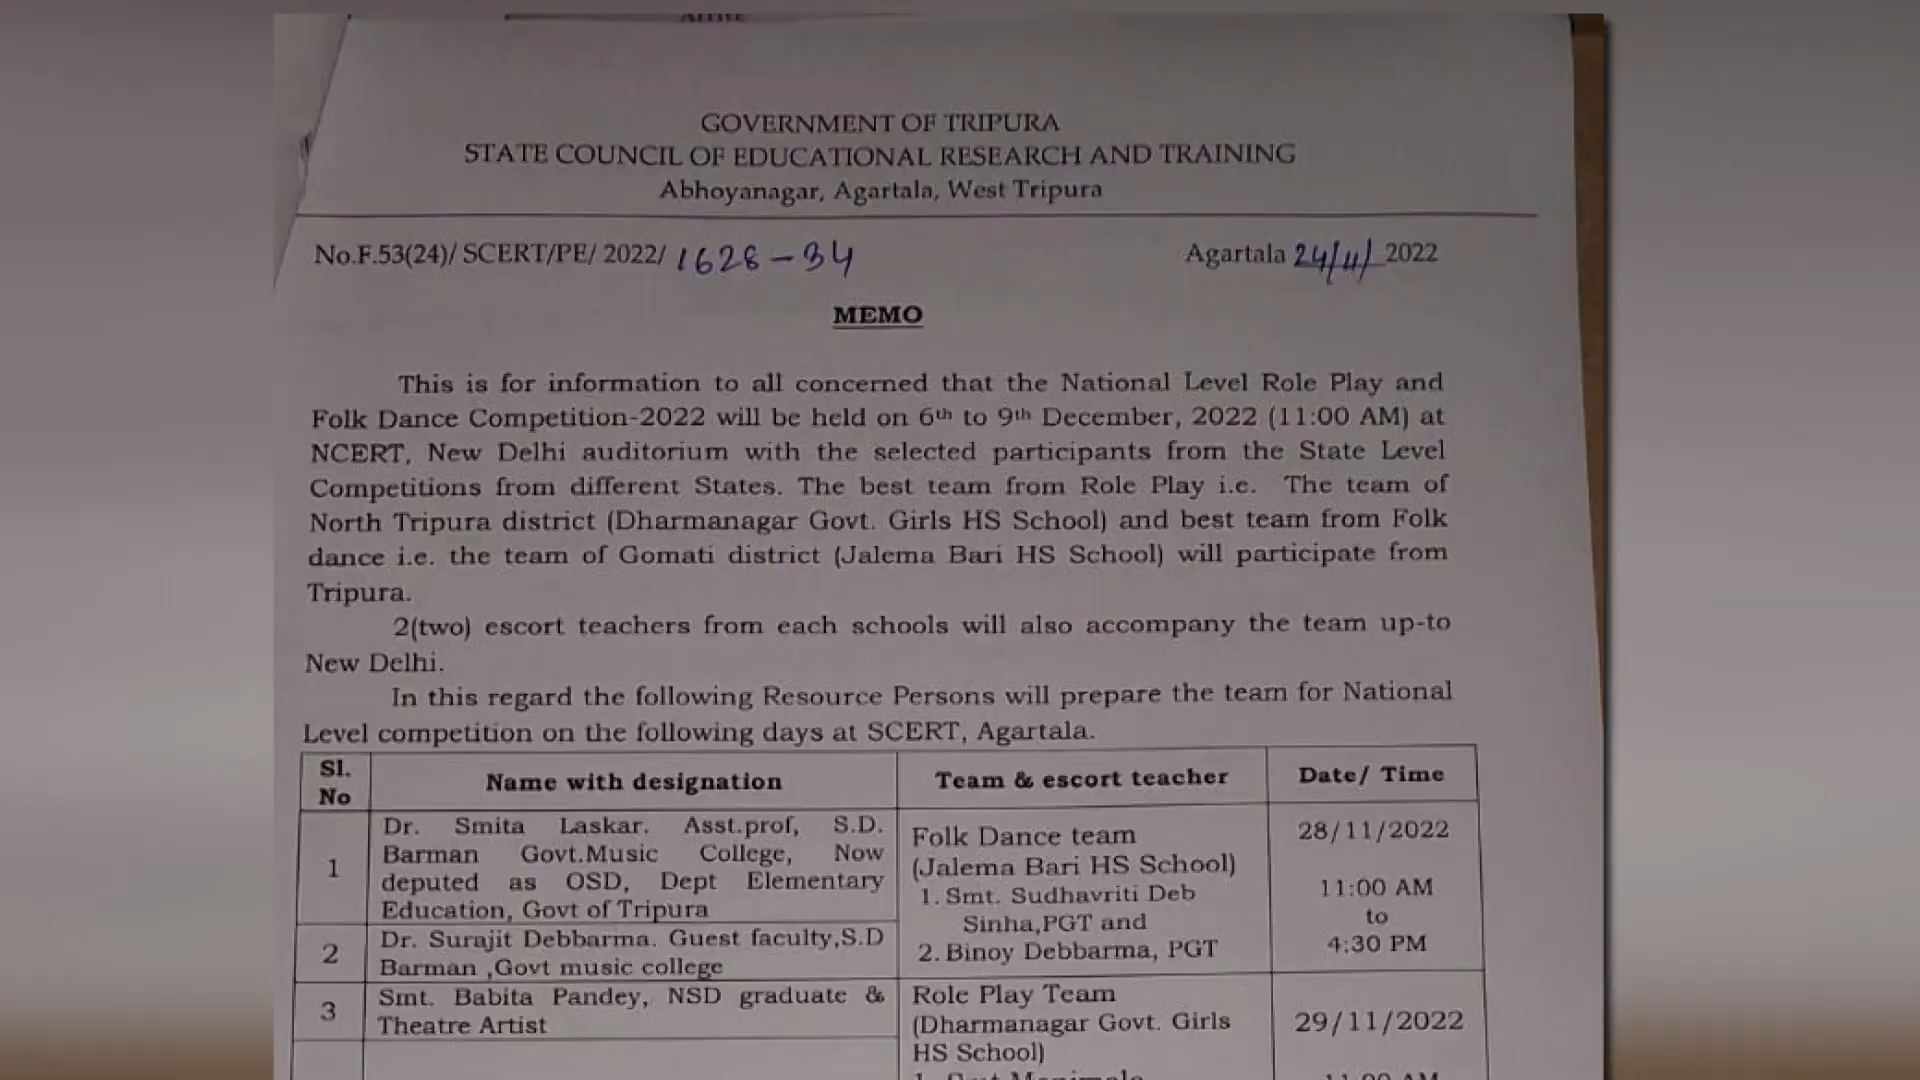 GOVERNMENT OF TRIPURA
STATE COUNCIL OF EDUCATIONAL RESEARCH AND TRAINING
Abhoyanagar, Agartala, West Tripura
No.F.53(24)/ SCERT/PE/ 2022/ 1628-34
Agartala 24/11/ 2022
MEMO
This is for information to all concerned that the National Level Role Play and
Folk Dance Competition-2022 will be held on 6th to 9th December, 2022 (11:00 AM) at
NCERT, New Delhi auditorium with the selected participants from the State Level
Competitions from different States. The best team from Role Play i.e. The team of
North Tripura district (Dharmanagar Govt. Girls HS School) and best team from Folk
dance i.e. the team of Gomati district (Jalema Bari HS School) will participate from
Tripura.
2(two) escort teachers from each schools will also accompany the team up-to
New Delhi.
In this regard the following Resource Persons will prepare the team for National
Level competition on the following days at SCERT, Agartala.
Sl.
No
Name with designation
Team & escort teacher
Date/ Time
1
Dr. Smita Laskar. Asst.prof, S.D.
Barman Govt.Music College, Now
deputed as OSD, Dept Elementary
Education, Govt of Tripura
Folk Dance team
(Jalema Bari HS School)
1. Smt. Sudhavriti Deb
Sinha,PGT and
2. Binoy Debbarma, PGT
28/11/2022
11:00 AM
to
4:30 PM
2
Dr. Surajit Debbarma. Guest faculty,S.D
Barman ,Govt music college
3
Smt. Babita Pandey, NSD graduate &
Theatre Artist
Role Play Team
(Dharmanagar Govt. Girls
HS School)
29/11/2022
11:00 AM